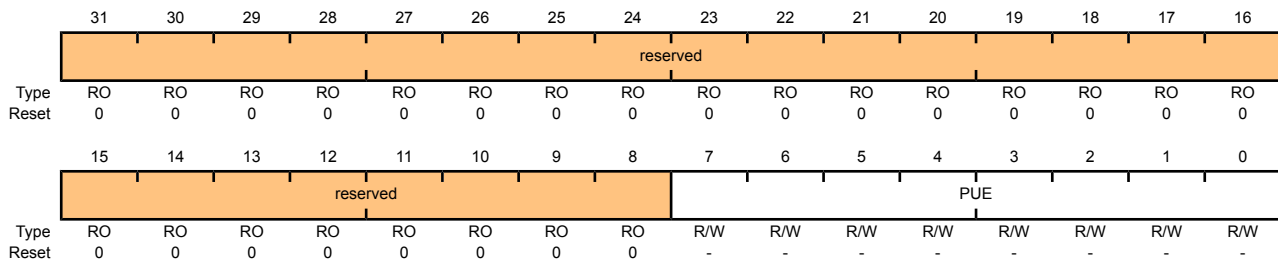 31 30 29 28 27 26 25 24 23 22 21 20 19 18 17 16
reserved
Type RO RO RO RO RO RO RO RO RO RO RO RO RO RO RO RO
Reset 0 0 0 0 0 0 0 0 0 0 0 0 0 0 0 0
15 14 13 12 11 10 9 8 7 6 5 4 3 2 1 0
reserved PUE
Type RO RO RO RO RO RO RO RO R/W R/W R/W R/W R/W R/W R/W R/W
Reset 0 0 0 0 0 0 0 0 - - - - - - - -